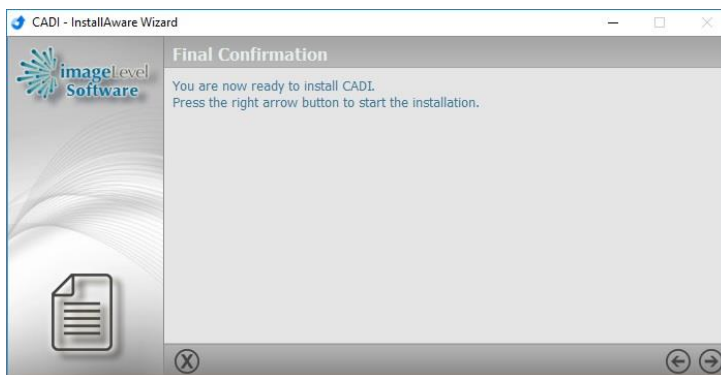 CADI - InstallAware Wizard
imageLevel
Software
Final Confirmation
You are now ready to install CADI.
Press the right arrow button to start the installation.
X